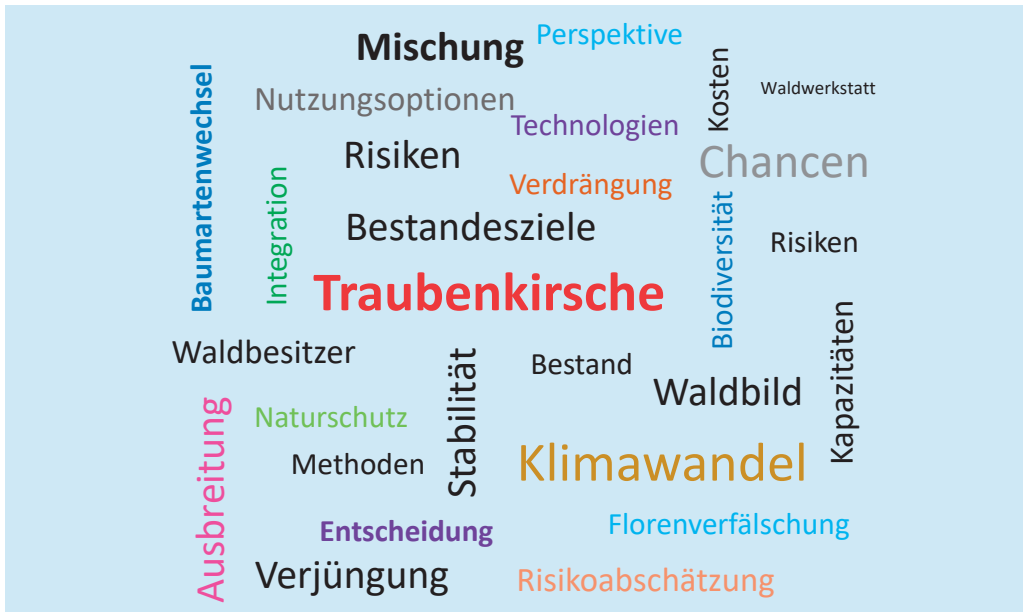 Mischung
Perspektive
Baumartenwechsel
Nutzungsoptionen
Kosten
Waldwerkstatt
Technologien
Risiken
Chancen
Verdrängung
Integration
Bestandesziele
Biodiversität
Risiken
Traubenkirsche
Waldbesitzer
Stabilität
Bestand
Kapazitäten
Waldbild
Ausbreitung
Naturschutz
Methoden
Klimawandel
Entscheidung
Florenverfälschung
Verjüngung
Risikoabschätzung